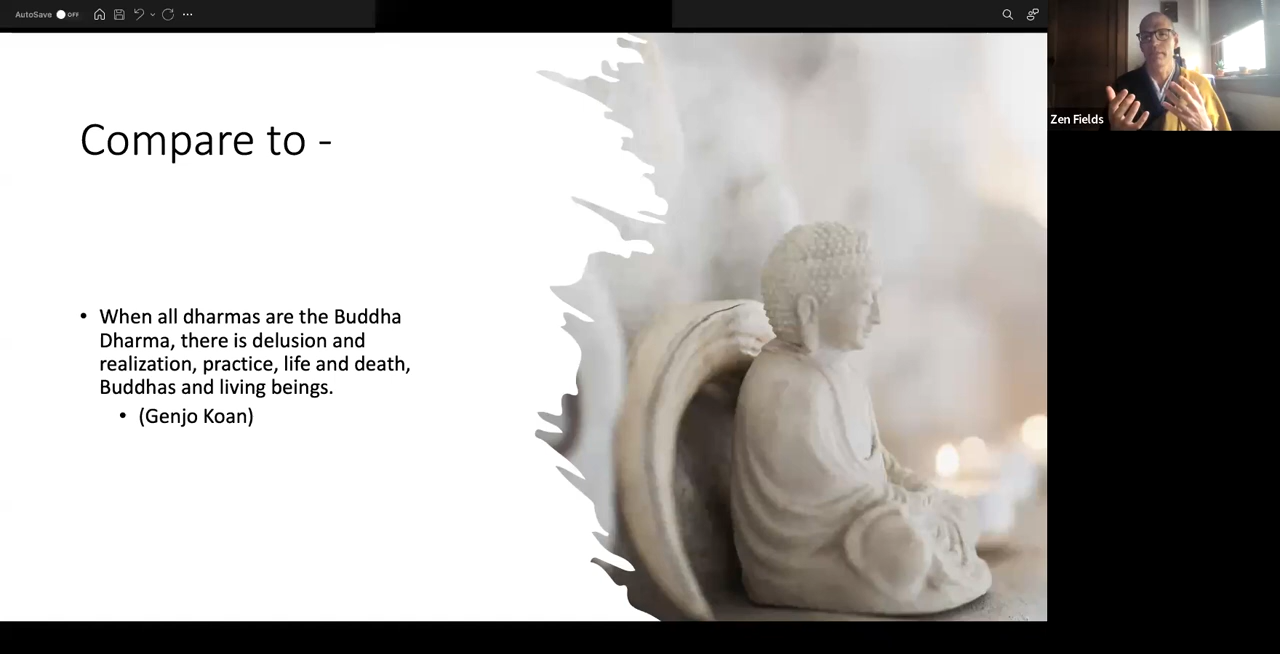 AutoSave OFF
Zen Fields
Compare to -
• When all dharmas are the Buddha
Dharma, there is delusion and
realization, practice, life and death,
Buddhas and living beings.
• (Genjo Koan)